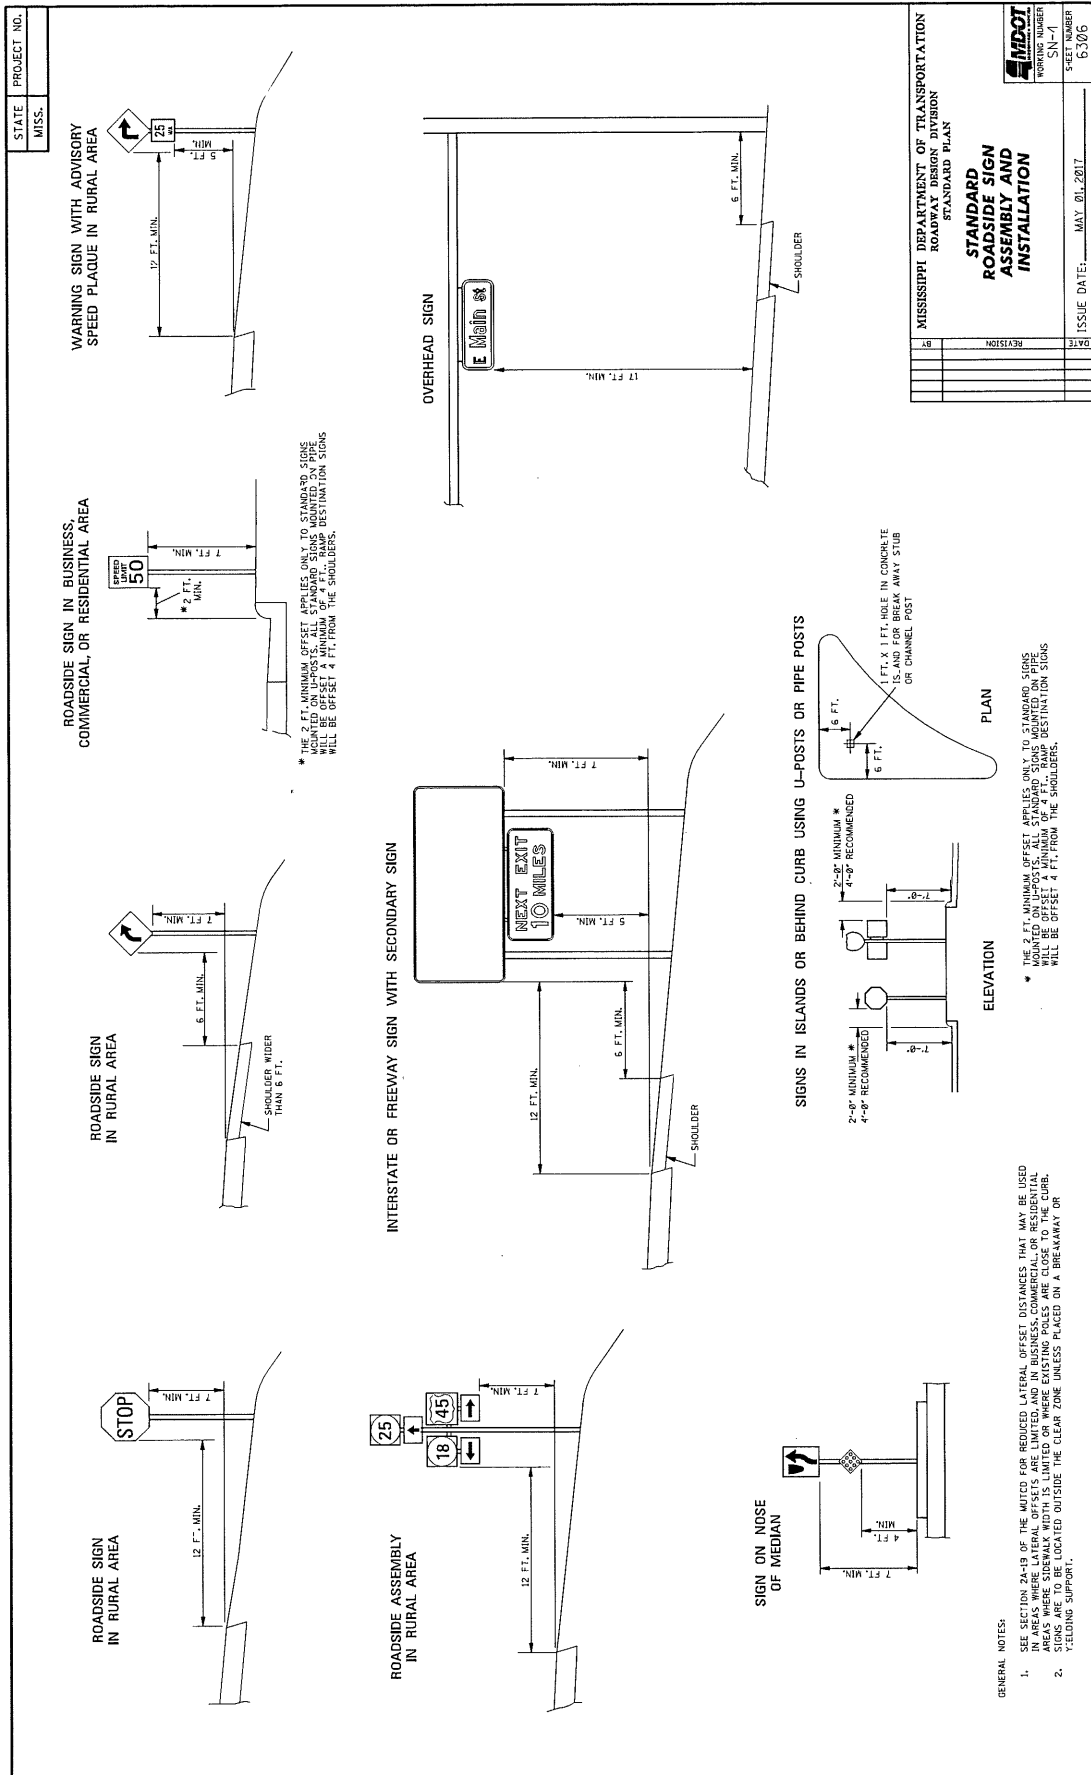 STATE PROJECT NO.
MISS.
ROADSIDE SIGN
IN RURAL AREA
STOP
12 FT. MIN.
7 FT. MIN.
ROADSIDE SIGN
IN RURAL AREA
6 FT. MIN.
7 FT. MIN.
SHOULDER WIDER
THAN 6 FT.
ROADSIDE SIGN IN BUSINESS,
COMMERCIAL, OR RESIDENTIAL AREA
SPEED
LIMIT
50
* 2 FT.
MIN.
7 FT. MIN.
* THE 2 FT. MINIMUM OFFSET APPLIES ONLY TO STANDARD SIGNS
MOUNTED ON U-POSTS. ALL STANDARD SIGNS MOUNTED ON PIPE
WILL BE OFFSET A MINIMUM OF 4 FT.. RAMP DESTINATION SIGNS
WILL BE OFFSET 4 FT. FROM THE SHOULDERS.
WARNING SIGN WITH ADVISORY
SPEED PLAQUE IN RURAL AREA
25
12 FT. MIN.
5 FT.
MIN.
ROADSIDE ASSEMBLY
IN RURAL AREA
25
18
45
12 FT. MIN.
7 FT. MIN.
INTERSTATE OR FREEWAY SIGN WITH SECONDARY SIGN
NEXT EXIT
10 MILES
12 FT. MIN.
6 FT. MIN.
5 FT. MIN.
7 FT. MIN.
SHOULDER
OVERHEAD SIGN
E Main St
17 FT. MIN.
6 FT. MIN.
SHOULDER
SIGN ON NOSE
OF MEDIAN
7 FT. MIN.
4 FT.
MIN.
SIGNS IN ISLANDS OR BEHIND CURB USING U-POSTS OR PIPE POSTS
2'-0" MINIMUM *
4'-0" RECOMMENDED
7'-0"
2'-0" MINIMUM *
4'-0" RECOMMENDED
7'-0"
ELEVATION
6 FT.
6 FT.
1 FT. X 1 FT. HOLE IN CONCRETE
ISLAND FOR BREAK AWAY STUB
OR CHANNEL POST
PLAN
* THE 2 FT. MINIMUM OFFSET APPLIES ONLY TO STANDARD SIGNS
MOUNTED ON U-POSTS. ALL STANDARD SIGNS MOUNTED ON PIPE
WILL BE OFFSET A MINIMUM OF 4 FT.. RAMP DESTINATION SIGNS
WILL BE OFFSET 4 FT. FROM THE SHOULDERS.
GENERAL NOTES:
1. SEE SECTION 2A-19 OF THE MUTCD FOR REDUCED LATERAL OFFSET DISTANCES THAT MAY BE USED
IN AREAS WHERE LATERAL OFFSETS ARE LIMITED, AND IN BUSINESS, COMMERCIAL, OR RESIDENTIAL
AREAS WHERE SIDEWALK WIDTH IS LIMITED OR WHERE EXISTING POLES ARE CLOSE TO THE CURB.
2. SIGNS ARE TO BE LOCATED OUTSIDE THE CLEAR ZONE UNLESS PLACED ON A BREAKAWAY OR
YIELDING SUPPORT.
BY
REVISION
DATE
MISSISSIPPI DEPARTMENT OF TRANSPORTATION
ROADWAY DESIGN DIVISION
STANDARD PLAN
STANDARD
ROADSIDE SIGN
ASSEMBLY AND
INSTALLATION
ISSUE DATE: MAY 01, 2017
MDOT
WORKING NUMBER
SN-4
SHEET NUMBER
6306